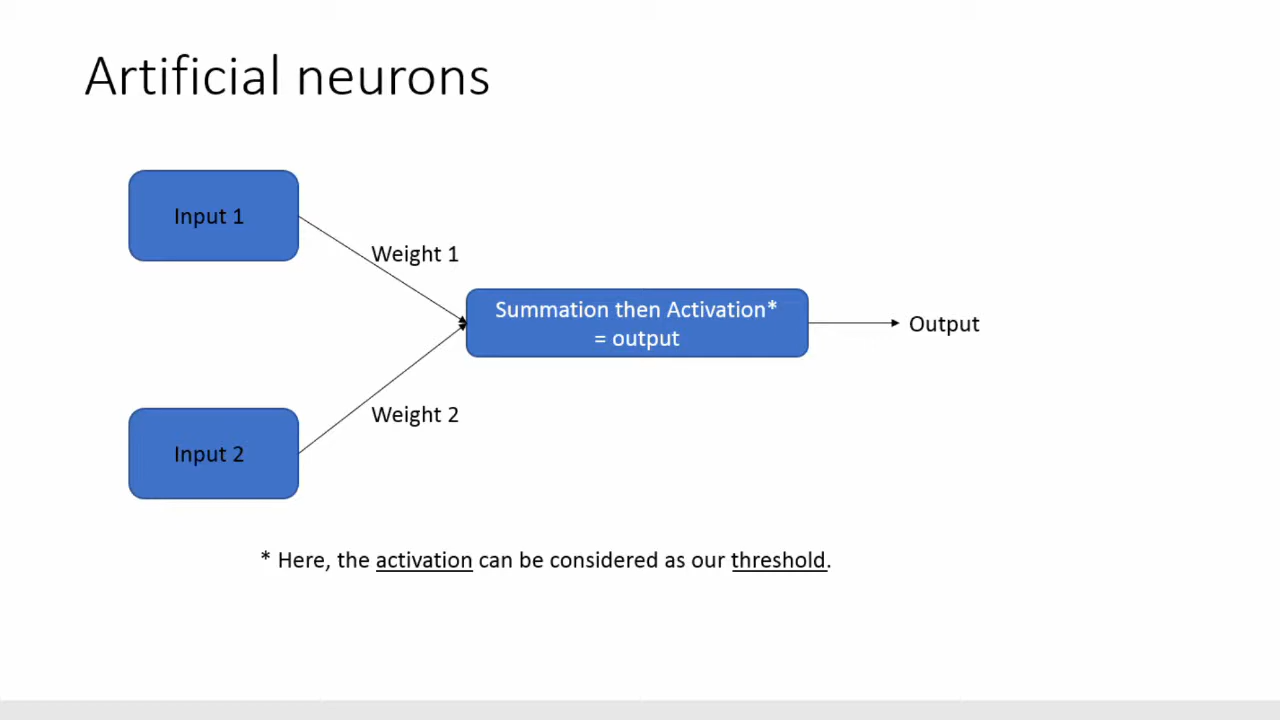 Artificial neurons
Input 1
Weight 1
Summation then Activation*
= output
Output
Weight 2
Input 2
* Here, the activation can be considered as our threshold.